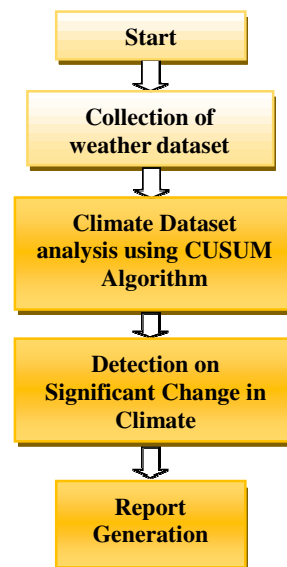 Start
Collection of
weather dataset
Climate Dataset
analysis using CUSUM
Algorithm
Detection on
Significant Change in
Climate
Report
Generation